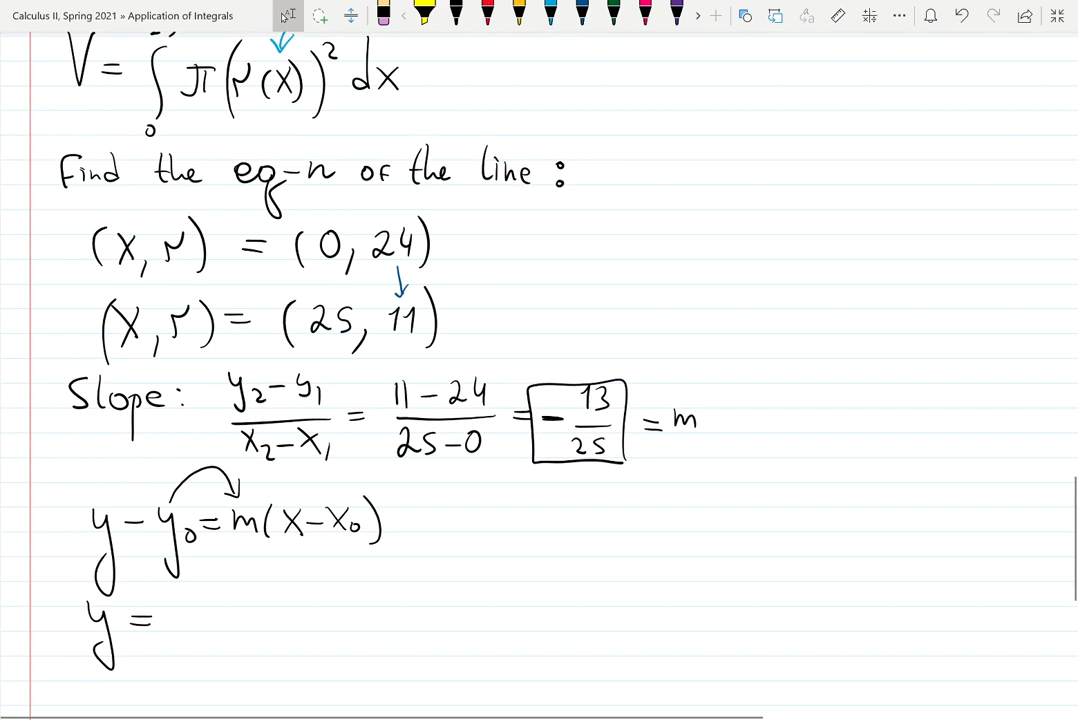 Calculus II, Spring 2021 » Application of Integrals
V = ∫₀ π(r(x))² dx
Find the eq-n of the line :
(x, r) = (0, 24)
(x, r) = (25, 11)
Slope: (y₂-y₁)/(x₂-x₁) = (11-24)/(25-0) = -13/25 = m
y - y₀ = m(x-x₀)
y =